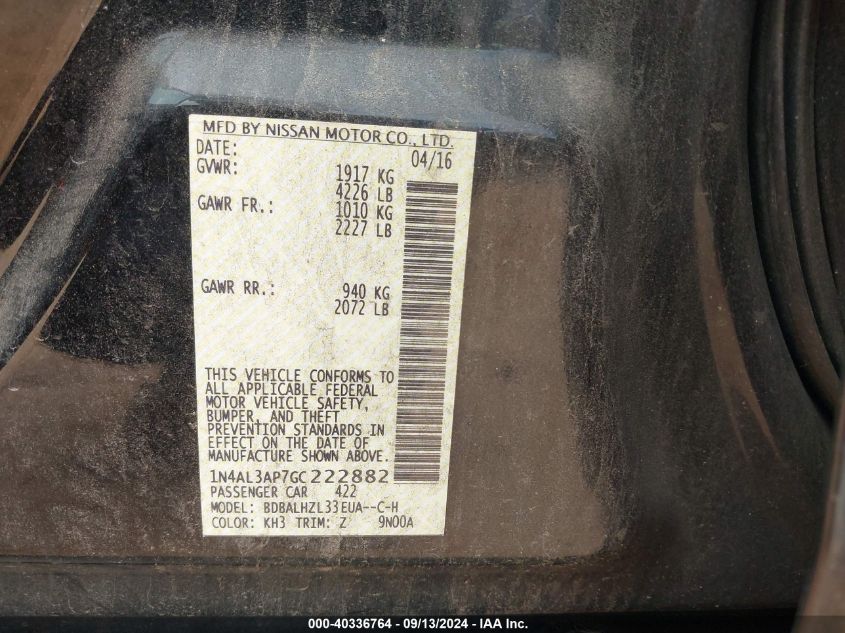 MFD BY NISSAN MOTOR CO., LTD.
DATE: 04/16
GVWR: 1917 KG
4226 LB
GAWR FR.: 1010 KG
2227 LB
GAWR RR.: 940 KG
2072 LB
THIS VEHICLE CONFORMS TO
ALL APPLICABLE FEDERAL
MOTOR VEHICLE SAFETY,
BUMPER, AND THEFT
PREVENTION STANDARDS IN
EFFECT ON THE DATE OF
MANUFACTURE SHOWN ABOVE.
1N4AL3AP7GC222882
PASSENGER CAR 422
MODEL: BDBALHZL33EUA--C-H
COLOR: KH3 TRIM: Z 9N00A
000-40336764 - 09/13/2024 - IAA Inc.